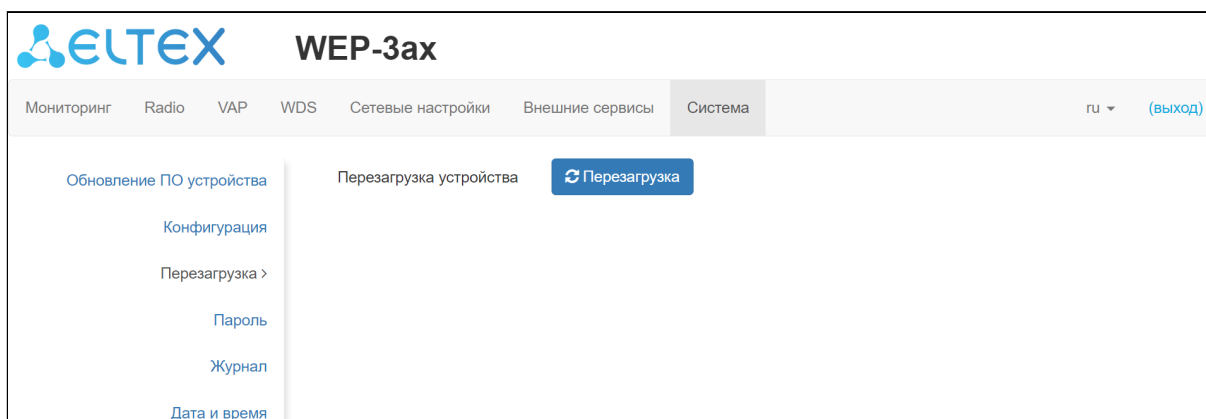 ELTEX WEP-3ax
Мониторинг Radio VAP WDS Сетевые настройки Внешние сервисы Система ru (выход)
Обновление ПО устройства
Перезагрузка устройства Перезагрузка
Конфигурация
Перезагрузка >
Пароль
Журнал
Дата и время